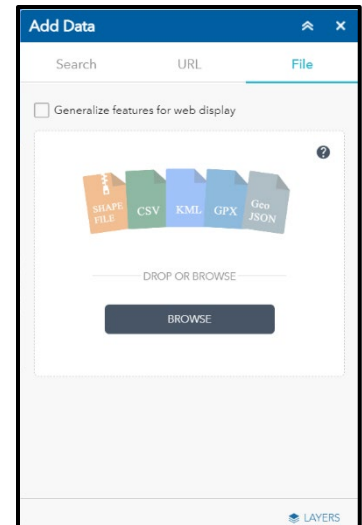 Add Data
Search URL File
Generalize features for web display
SHAPE FILE CSV KML GPX Geo JSON
DROP OR BROWSE
BROWSE
LAYERS